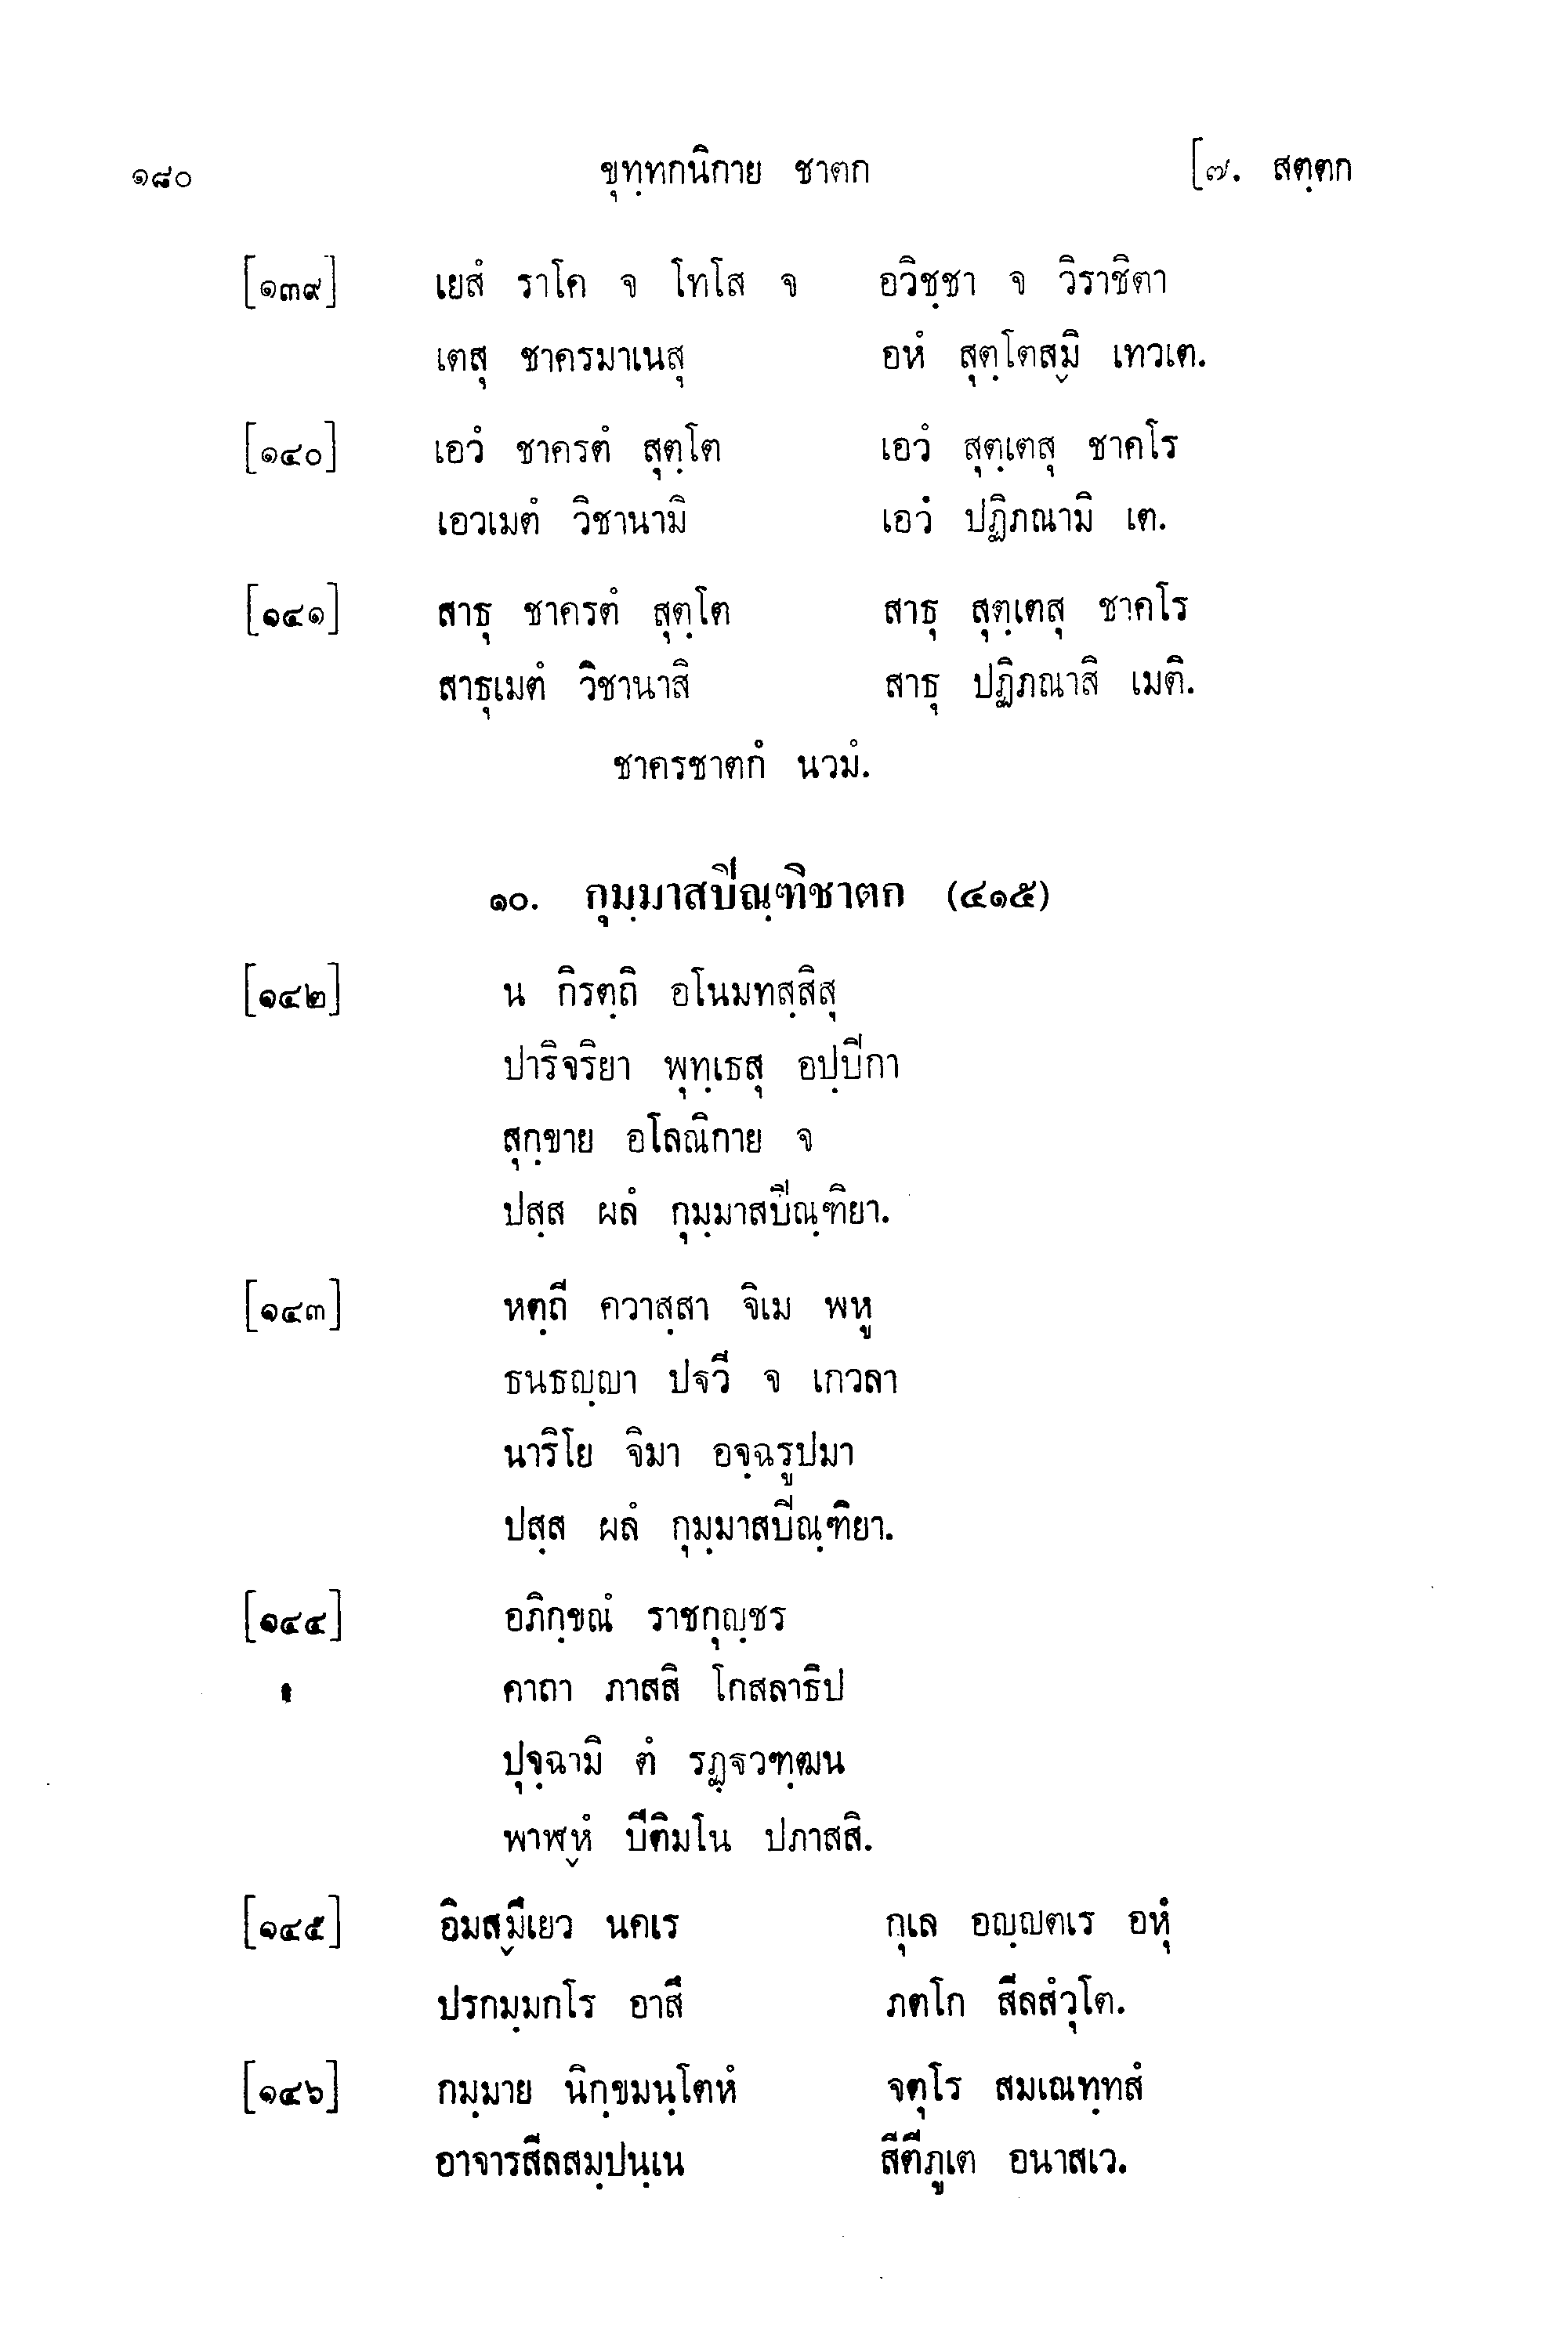 ๑๘๐ ขุทฺทกนิกาย ชาตก [๗. สตฺตก
[๑๓๙] เยสํ ราโค จ โทโส จ อวิชฺชา จ วิราชิตา
เตสุ ชาครมาเนสุ อหํ สุตฺโตสฺมิ เทวเต.
[๑๔๐] เอวํ ชาครตํ สุตฺโต เอวํ สุตฺเตสุ ชาคโร
เอวเมตํ วิชานามิ เอวํ ปฏิภณามิ เต.
[๑๔๑] สาธุ ชาครตํ สุตฺโต สาธุ สุตฺเตสุ ชาคโร
สาธุเมตํ วิชานาสิ สาธุ ปฏิภณาสิ เมติ.
ชาครชาตกํ นวมํ.
๑๐. กุมฺมาสปิณฺฑิชาตก (๔๑๕)
[๑๔๒] น กิรตฺถิ อโนมทสฺสิสุ
ปาริจริยา พุทฺเธสุ อปฺปิกา
สุกฺขาย อโลณิกาย จ
ปสฺส ผลํ กุมฺมาสปิณฺฑิยา.
[๑๔๓] หตฺถี ควาสฺสา จิเม พหู
ธนธญฺญา ปฐวี จ เกวลา
นาริโย จิมา อจฺฉรูปมา
ปสฺส ผลํ กุมฺมาสปิณฺฑิยา.
[๑๔๔] อภิกฺขณํ ราชกุญฺชร
คาถา ภาสสิ โกสลาธิป
ปุจฺฉามิ ตํ รฏฺฐวฑฺฒน
พาฬฺหํ ปีติมโน ปภาสสิ.
[๑๔๕] อิมสฺมึเยว นคเร กุเล อญฺญตเร อหุํ
ปรกมฺมกโร อาสึ ภตโก สีลสํวุโต.
[๑๔๖] กมฺมาย นิกฺขมนฺโตหํ จตุโร สมเณทฺทสํ
อาจารสีลสมฺปนฺเน สีตีภูเต อนาสเว.